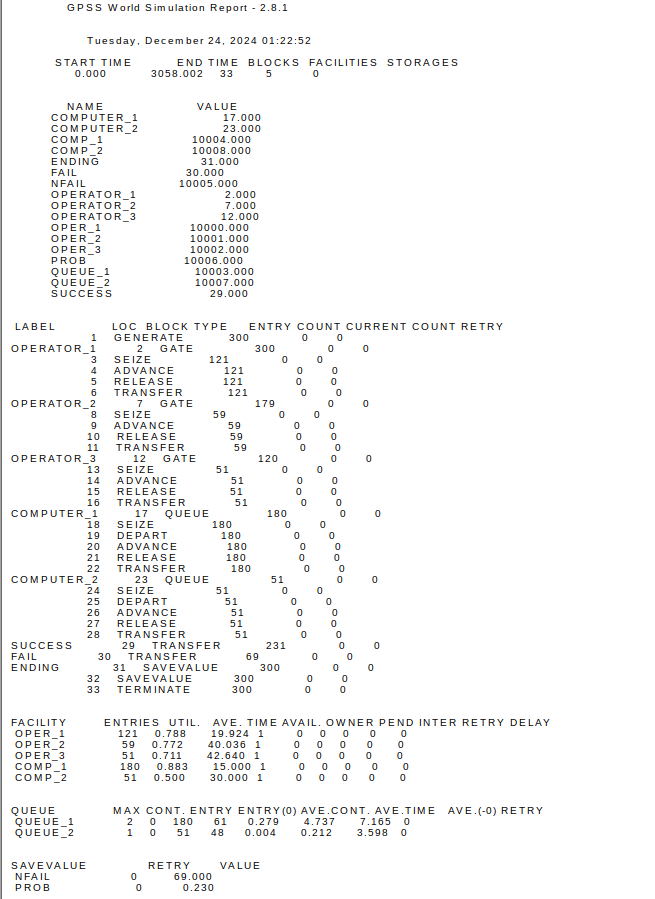 GPSS World Simulation Report - 2.8.1
Tuesday, December 24, 2024 01:22:52
START TIME END TIME BLOCKS FACILITIES STORAGES
0.000 3058.002 33 5 0
NAME VALUE
COMPUTER_1 17.000
COMPUTER_2 23.000
COMP_1 10004.000
COMP_2 10008.000
ENDING 31.000
FAIL 30.000
NFAIL 10005.000
OPERATOR_1 2.000
OPERATOR_2 7.000
OPERATOR_3 12.000
OPER_1 10000.000
OPER_2 10001.000
OPER_3 10002.000
PROB 10006.000
QUEUE_1 10003.000
QUEUE_2 10007.000
SUCCESS 29.000
LABEL LOC BLOCK TYPE ENTRY COUNT CURRENT COUNT RETRY
1 GENERATE 300 0 0
OPERATOR_1 2 GATE 300 0 0
3 SEIZE 121 0 0
4 ADVANCE 121 0 0
5 RELEASE 121 0 0
6 TRANSFER 121 0 0
OPERATOR_2 7 GATE 179 0 0
8 SEIZE 59 0 0
9 ADVANCE 59 0 0
10 RELEASE 59 0 0
11 TRANSFER 59 0 0
OPERATOR_3 12 GATE 120 0 0
13 SEIZE 51 0 0
14 ADVANCE 51 0 0
15 RELEASE 51 0 0
16 TRANSFER 51 0 0
COMPUTER_1 17 QUEUE 180 0 0
18 SEIZE 180 0 0
19 DEPART 180 0 0
20 ADVANCE 180 0 0
21 RELEASE 180 0 0
22 TRANSFER 180 0 0
COMPUTER_2 23 QUEUE 51 0 0
24 SEIZE 51 0 0
25 DEPART 51 0 0
26 ADVANCE 51 0 0
27 RELEASE 51 0 0
28 TRANSFER 51 0 0
SUCCESS 29 TRANSFER 231 0 0
FAIL 30 TRANSFER 69 0 0
ENDING 31 SAVEVALUE 300 0 0
32 SAVEVALUE 300 0 0
33 TERMINATE 300 0 0
FACILITY ENTRIES UTIL. AVE. TIME AVAIL. OWNER PEND INTER RETRY DELAY
OPER_1 121 0.788 19.924 1 0 0 0 0 0
OPER_2 59 0.772 40.036 1 0 0 0 0 0
OPER_3 51 0.711 42.640 1 0 0 0 0 0
COMP_1 180 0.883 15.000 1 0 0 0 0 0
COMP_2 51 0.500 30.000 1 0 0 0 0 0
QUEUE MAX CONT. ENTRY ENTRY(0) AVE.CONT. AVE.TIME AVE.(-0) RETRY
QUEUE_1 2 0 180 61 0.279 4.737 7.165 0
QUEUE_2 1 0 51 48 0.004 0.212 3.598 0
SAVEVALUE RETRY VALUE
NFAIL 0 69.000
PROB 0 0.230